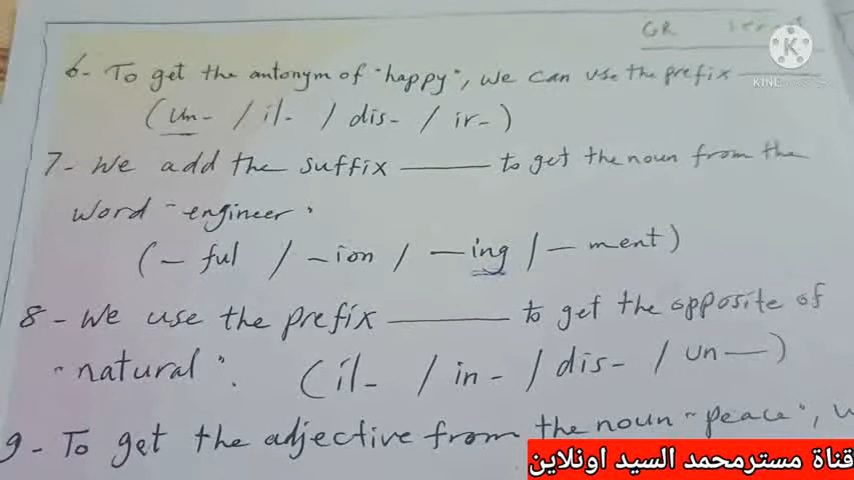 GR
6- To get the antonym of "happy", we can use the prefix ———
(un- / il- / dis- / ir-)
7- We add the suffix ——— to get the noun from the
word "engineer"
(- ful / -ion / -ing / - ment)
8- We use the prefix ——— to get the opposite of
"natural". (il- / in- / dis- / un-)
9- To get the adjective from the noun "peace",
قناة مسترمحمد السيد اونلاين
K